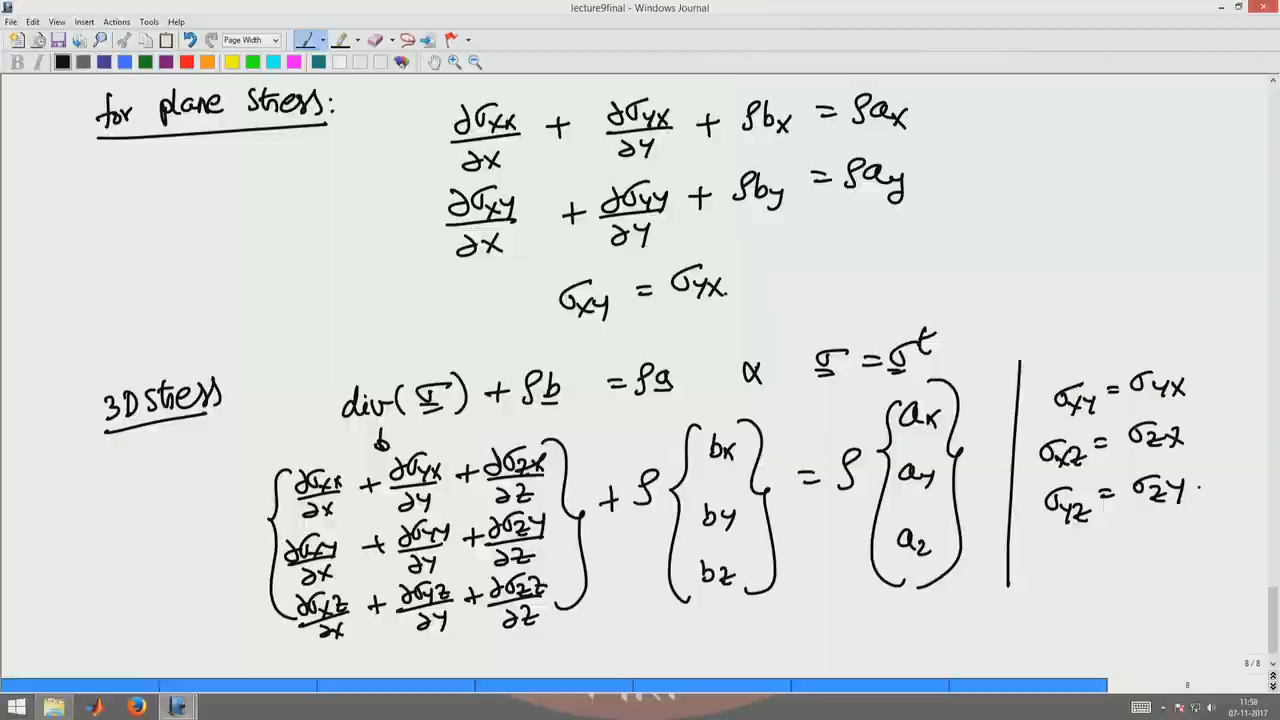 lecture9final - Windows Journal
File Edit View Insert Actions Tools Help
Page Width
B I
for plane stress:
∂σxx/∂x + ∂σyx/∂y + ρbx = ρax
∂σxy/∂x + ∂σyy/∂y + ρby = ρay
σxy = σyx.
3D stress
div(σ) + ρb = ρa & σ = σᵗ
{ ∂σxx/∂x + ∂σyx/∂y + ∂σzx/∂z
∂σxy/∂x + ∂σyy/∂y + ∂σzy/∂z
∂σxz/∂x + ∂σyz/∂y + ∂σzz/∂z } + ρ { bx
by
bz } = ρ { ax
ay
az }
σxy = σyx
σxz = σzx
σyz = σzy.
8 / 8
8
11:58
07-11-2017